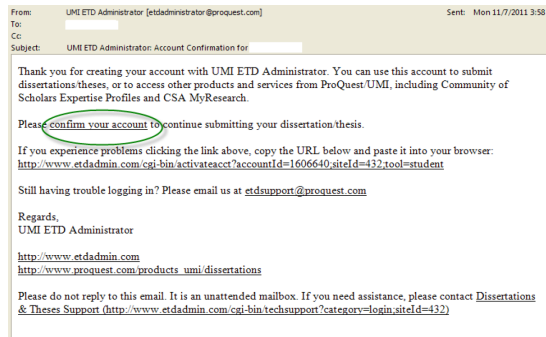 From: UMI ETD Administrator [etdadministrator@proquest.com] Sent: Mon 11/7/2011 3:58
To:
Cc:
Subject: UMI ETD Administrator: Account Confirmation for
Thank you for creating your account with UMI ETD Administrator. You can use this account to submit
dissertations/theses, or to access other products and services from ProQuest/UMI, including Community of
Scholars Expertise Profiles and CSA MyResearch.
Please confirm your account to continue submitting your dissertation/thesis.
If you experience problems clicking the link above, copy the URL below and paste it into your browser:
http://www.etdadmin.com/cgi-bin/activateacct?accountId=1606640;siteId=432;tool=student
Still having trouble logging in? Please email us at etdsupport@proquest.com
Regards,
UMI ETD Administrator
http://www.etdadmin.com
http://www.proquest.com/products_umi/dissertations
Please do not reply to this email. It is an unattended mailbox. If you need assistance, please contact Dissertations
& Theses Support (http://www.etdadmin.com/cgi-bin/techsupport?category=login;siteId=432)